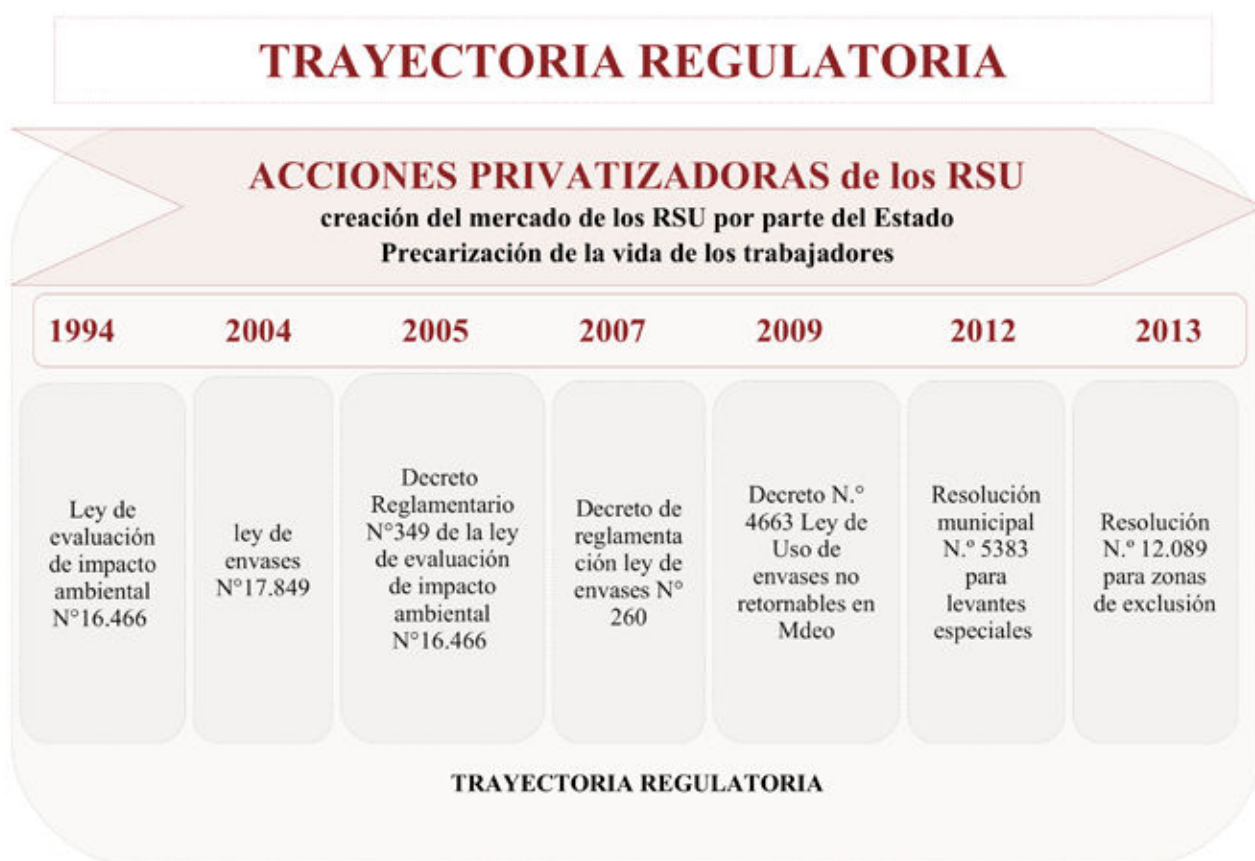 TRAYECTORIA REGULATORIA
ACCIONES PRIVATIZADORAS de los RSU
creación del mercado de los RSU por parte del Estado
Precarización de la vida de los trabajadores
1994
2004
2005
2007
2009
2012
2013
Ley de
evaluación
de impacto
ambiental
N°16.466
ley de
envases
N°17.849
Decreto
Reglamentario
N°349 de la ley
de evaluación
de impacto
ambiental
N°16.466
Decreto de
reglamenta
ción ley de
envases N°
260
Decreto N.°
4663 Ley de
Uso de
envases no
retornables en
Mdeo
Resolución
municipal
N.º 5383
para
levantes
especiales
Resolución
N.º 12.089
para zonas
de exclusión
TRAYECTORIA REGULATORIA